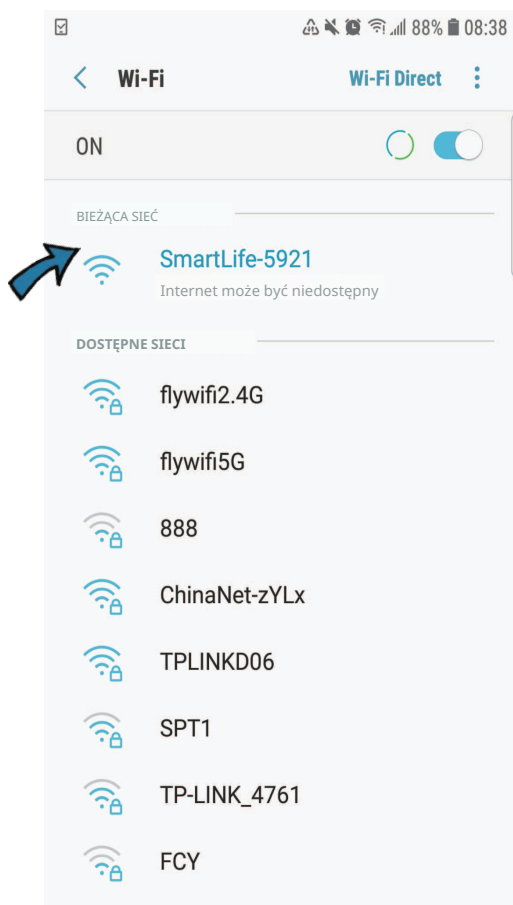 88% 08:38
Wi-Fi Wi-Fi Direct
ON
BIEŻĄCA SIEĆ
SmartLife-5921
Internet może być niedostępny
DOSTĘPNE SIECI
flywifi2.4G
flywifi5G
888
ChinaNet-zYLx
TPLINKD06
SPT1
TP-LINK_4761
FCY